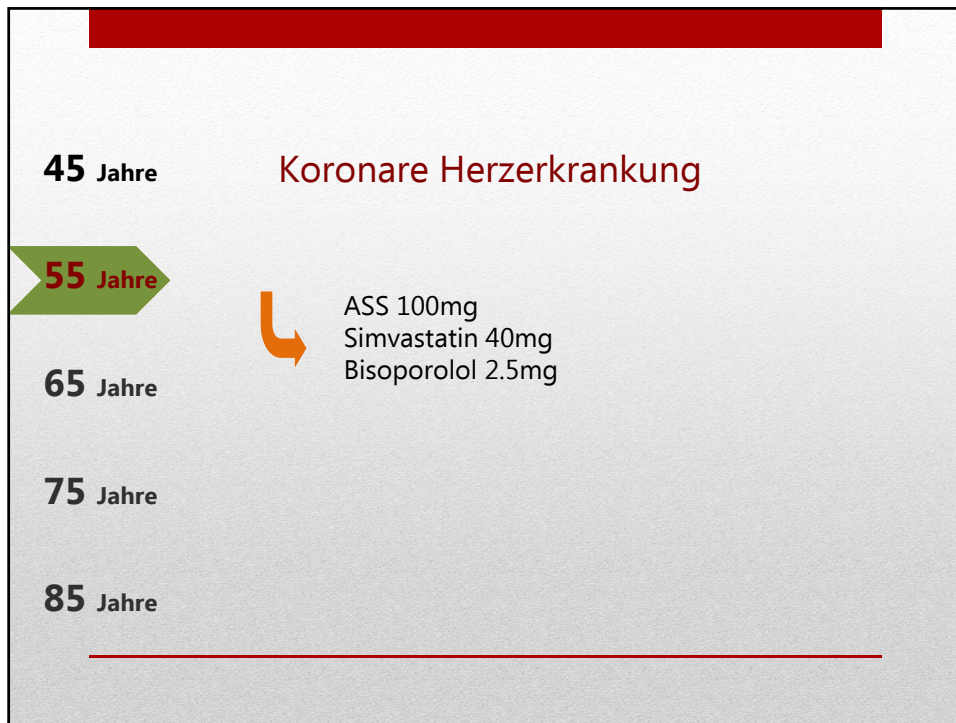 45 Jahre
Koronare Herzerkrankung
55 Jahre
ASS 100mg
Simvastatin 40mg
Bisoporolol 2.5mg
65 Jahre
75 Jahre
85 Jahre